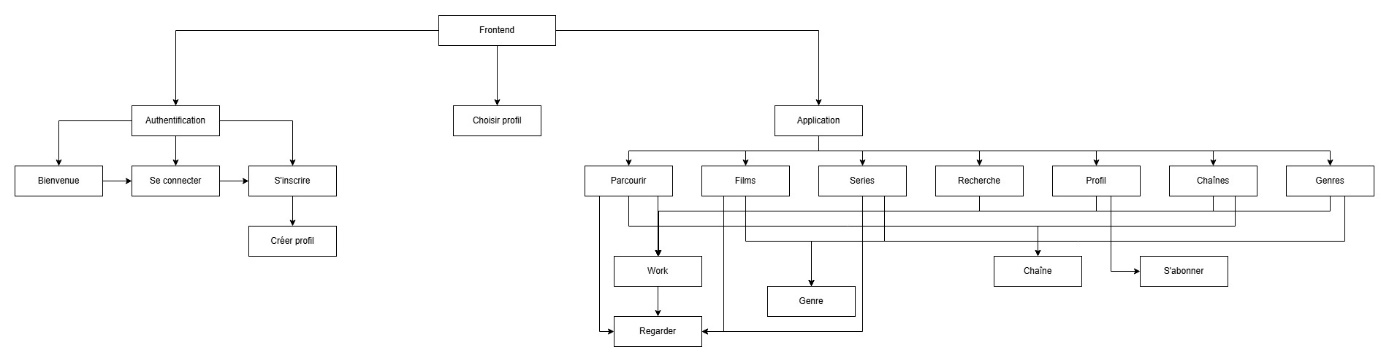 Frontend
Authentification
Choisir profil
Application
Bienvenue
Se connecter
S'inscrire
Parcourir
Films
Series
Recherche
Profil
Chaînes
Genres
Créer profil
Work
Chaîne
S'abonner
Genre
Regarder